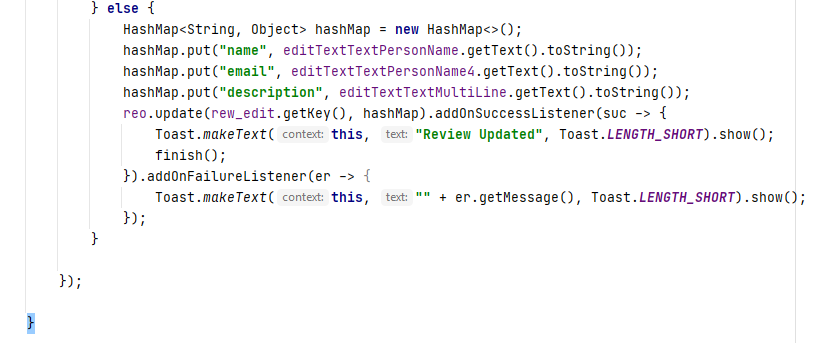 } else {
HashMap<String, Object> hashMap = new HashMap<>();
hashMap.put("name", editTextTextPersonName.getText().toString());
hashMap.put("email", editTextTextPersonName4.getText().toString());
hashMap.put("description", editTextTextMultiLine.getText().toString());
reo.update(rew_edit.getKey(), hashMap).addOnSuccessListener(suc -> {
Toast.makeText( context: this, text: "Review Updated", Toast.LENGTH_SHORT).show();
finish();
}).addOnFailureListener(er -> {
Toast.makeText( context: this, text: "" + er.getMessage(), Toast.LENGTH_SHORT).show();
});
}
});
}